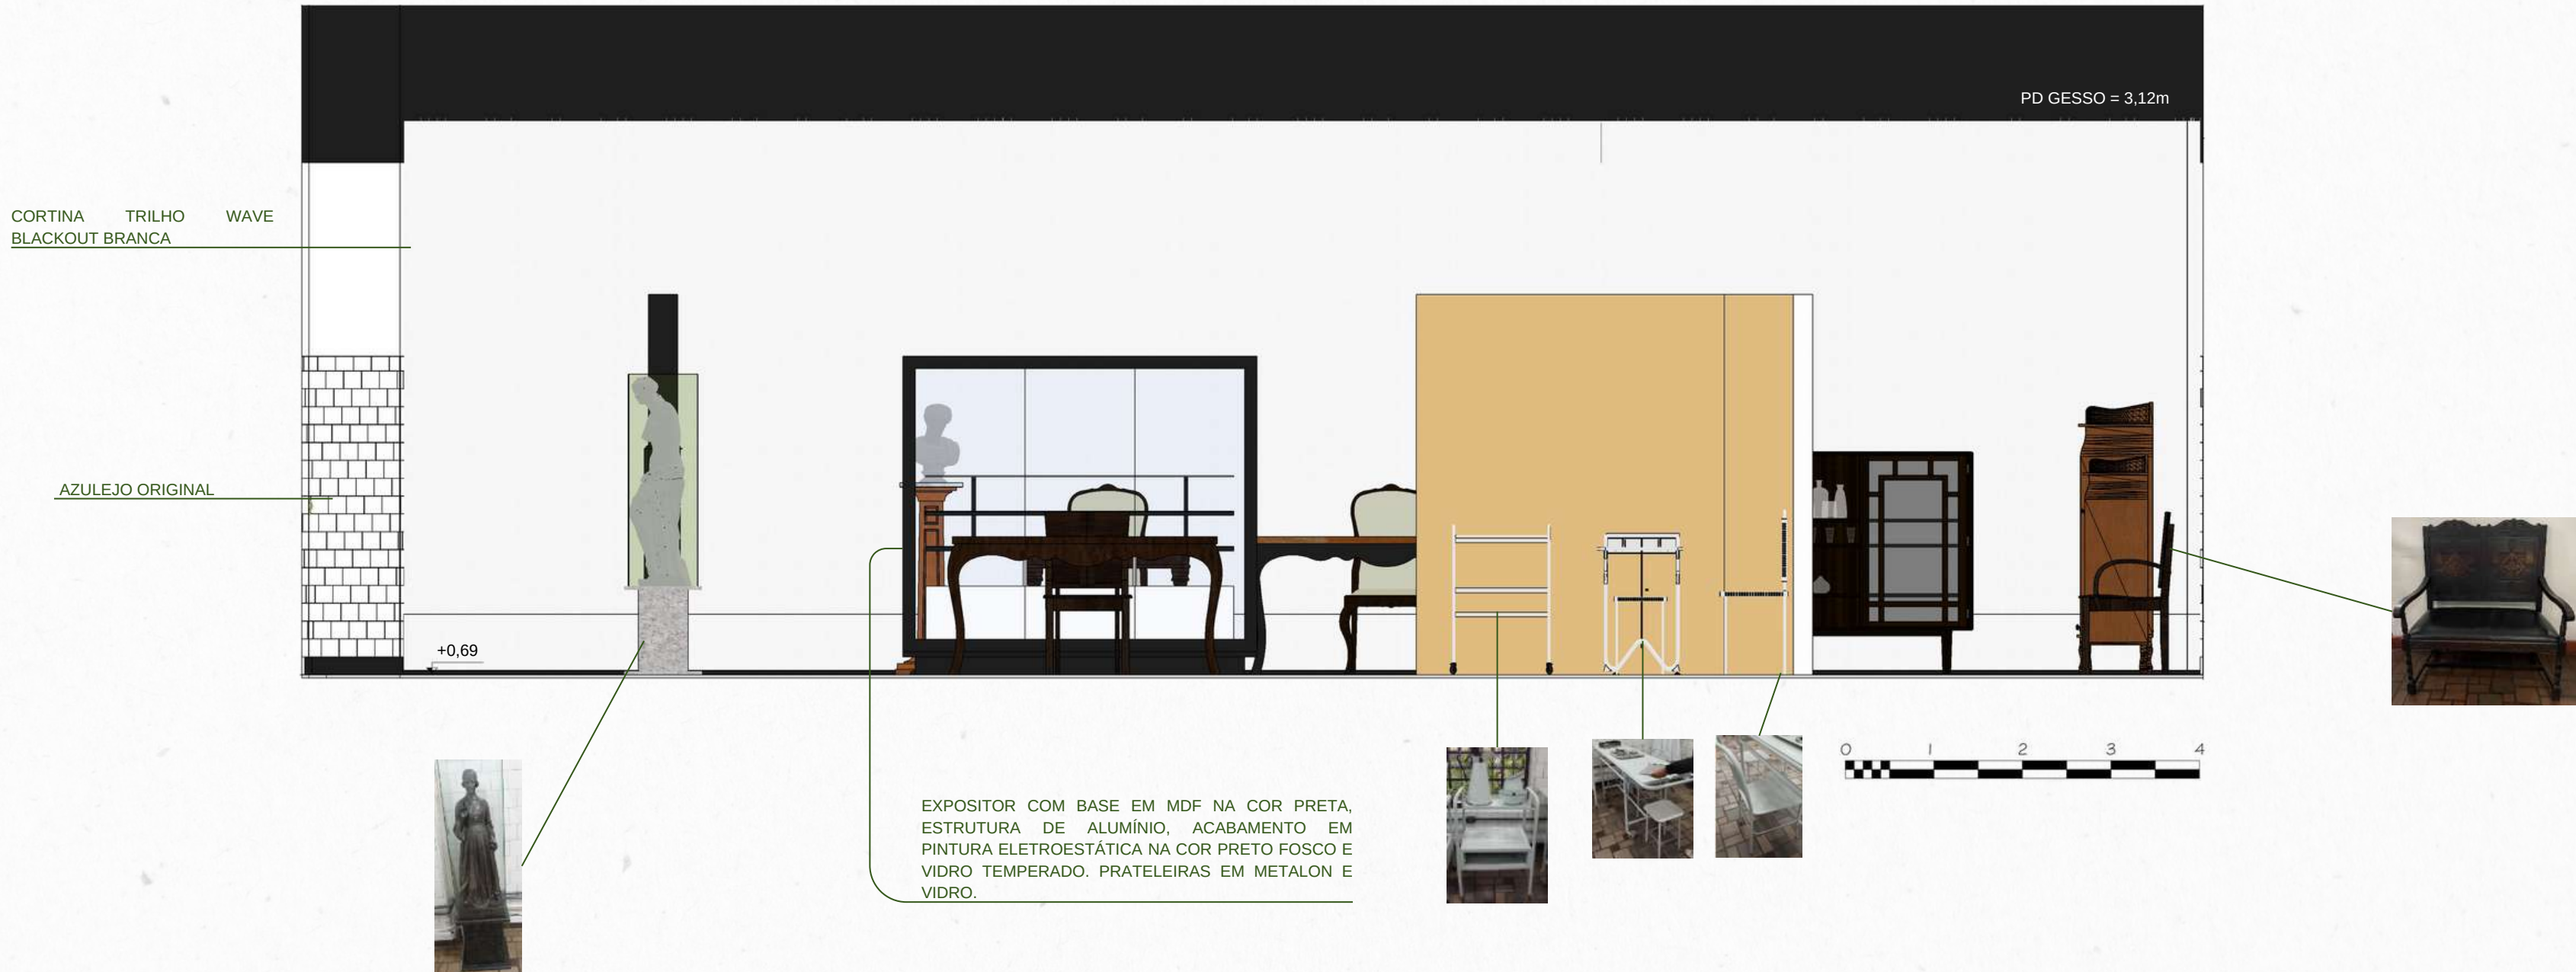 PD GESSO = 3,12m
CORTINA TRILHO WAVE
BLACKOUT BRANCA
AZULEJO ORIGINAL
+0,69
EXPOSITOR COM BASE EM MDF NA COR PRETA,
ESTRUTURA DE ALUMÍNIO, ACABAMENTO EM
PINTURA ELETROESTÁTICA NA COR PRETO FOSCO E
VIDRO TEMPERADO. PRATELEIRAS EM METALON E
VIDRO.
0 1 2 3 4